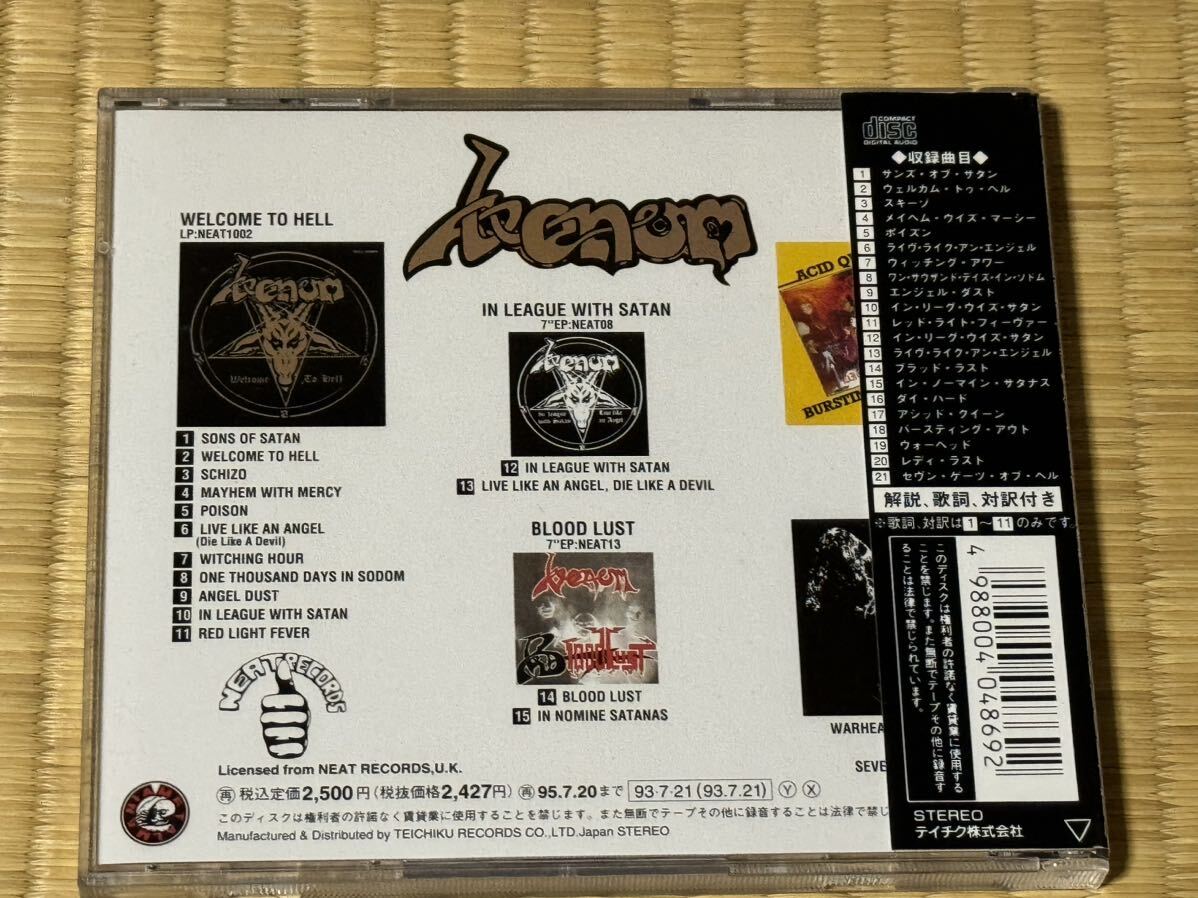 venom
WELCOME TO HELL
LP:NEAT1002
venom
Welcome To Hell
1 SONS OF SATAN
2 WELCOME TO HELL
3 SCHIZO
4 MAYHEM WITH MERCY
5 POISON
6 LIVE LIKE AN ANGEL
(Die Like A Devil)
7 WITCHING HOUR
8 ONE THOUSAND DAYS IN SODOM
9 ANGEL DUST
10 IN LEAGUE WITH SATAN
11 RED LIGHT FEVER
NEAT RECORDS
IN LEAGUE WITH SATAN
7"EP:NEAT08
venom
In league with Satan
Live like an Angel
12 IN LEAGUE WITH SATAN
13 LIVE LIKE AN ANGEL, DIE LIKE A DEVIL
BLOOD LUST
7"EP:NEAT13
venom
Bloodlust
14 BLOOD LUST
15 IN NOMINE SATANAS
ACID QU
BURSTIN
WARHEA
SEVE
Licensed from NEAT RECORDS,U.K.
再 税込定価2,500円(税抜価格2,427円) 再 95.7.20まで 93・7・21 (93.7.21) Y X
このディスクは権利者の許諾なく賃貸業に使用することを禁じます。また無断でテープその他に録音することは法律で禁じ
Manufactured & Distributed by TEICHIKU RECORDS CO.,LTD.Japan STEREO
COMPACT
disc
DIGITAL AUDIO
◆収録曲目◆
1 サンズ・オブ・サタン
2 ウェルカム・トゥ・ヘル
3 スキーゾ
4 メイヘム・ウイズ・マーシー
5 ポイズン
6 ライヴ・ライク・アン・エンジェル
7 ウィッチング・アワー
8 ワン・サウザンド・デイズ・イン・ソドム
9 エンジェル・ダスト
10 イン・リーグ・ウイズ・サタン
11 レッド・ライト・フィーヴァー
12 イン・リーグ・ウイズ・サタン
13 ライヴ・ライク・アン・エンジェル
14 ブラッド・ラスト
15 イン・ノーマイン・サタナス
16 ダイ・ハード
17 アシッド・クイーン
18 バースティング・アウト
19 ウォーヘッド
20 レディ・ラスト
21 セヴン・ゲーツ・オブ・ヘル
解説、歌詞、対訳付き
※歌詞、対訳は1〜11のみです。
このディスクは権利者の許諾なく賃貸業に使用する
ことを禁じます。また無断でテープその他に録音す
ることは法律で禁じられています。
4 988004 048692
STEREO
テイチク株式会社